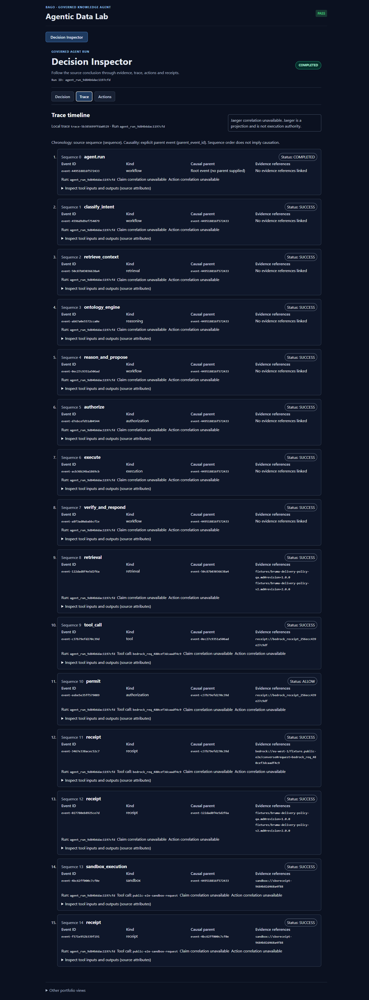 BAGO · GOVERNED KNOWLEDGE AGENT
Agentic Data Lab
PASS
Decision Inspector
GOVERNED AGENT RUN
Decision Inspector
COMPLETED
Follow the source conclusion through evidence, trace, actions and receipts.
Run ID: agent_run_9d84b6dac1197cfd
Decision Trace Actions
Trace timeline
Local trace trace-5b385699ffda0529 · Run agent_run_9d84b6dac1197cfd
Jaeger correlation unavailable. Jaeger is a
projection and is not execution authority.
Chronology: source sequence (sequence). Causality: explicit parent event (parent_event_id). Sequence order does not imply causation.
1. Sequence 0 agent.run Status: COMPLETED
Event ID Kind Causal parent Evidence references
event-449518816f572433 workflow Root event (no parent supplied) No evidence references linked
Run: agent_run_9d84b6dac1197cfd Claim correlation unavailable Action correlation unavailable
▶ Inspect tool inputs and outputs (source attributes)
2. Sequence 1 classify_intent Status: SUCCESS
Event ID Kind Causal parent Evidence references
event-4596d9d9ef754079 workflow event-449518816f572433 No evidence references linked
Run: agent_run_9d84b6dac1197cfd Claim correlation unavailable Action correlation unavailable
▶ Inspect tool inputs and outputs (source attributes)
3. Sequence 2 retrieve_context Status: SUCCESS
Event ID Kind Causal parent Evidence references
event-50c87b03036638a4 retrieval event-449518816f572433 No evidence references linked
Run: agent_run_9d84b6dac1197cfd Claim correlation unavailable Action correlation unavailable
▶ Inspect tool inputs and outputs (source attributes)
4. Sequence 3 ontology_engine Status: SUCCESS
Event ID Kind Causal parent Evidence references
event-ab67a0e5572cca0e reasoning event-449518816f572433 No evidence references linked
Run: agent_run_9d84b6dac1197cfd Claim correlation unavailable Action correlation unavailable
▶ Inspect tool inputs and outputs (source attributes)
5. Sequence 4 reason_and_propose Status: SUCCESS
Event ID Kind Causal parent Evidence references
event-0ec27c9351a506ad workflow event-449518816f572433 No evidence references linked
Run: agent_run_9d84b6dac1197cfd Claim correlation unavailable Action correlation unavailable
▶ Inspect tool inputs and outputs (source attributes)
6. Sequence 5 authorize Status: SUCCESS
Event ID Kind Causal parent Evidence references
event-d7ebcefd51d04544 authorization event-449518816f572433 No evidence references linked
Run: agent_run_9d84b6dac1197cfd Claim correlation unavailable Action correlation unavailable
▶ Inspect tool inputs and outputs (source attributes)
7. Sequence 6 execute Status: SUCCESS
Event ID Kind Causal parent Evidence references
event-acb36b24ba1869cb execution event-449518816f572433 No evidence references linked
Run: agent_run_9d84b6dac1197cfd Claim correlation unavailable Action correlation unavailable
▶ Inspect tool inputs and outputs (source attributes)
8. Sequence 7 verify_and_respond Status: SUCCESS
Event ID Kind Causal parent Evidence references
event-a8f3ad0ababbcf1e workflow event-449518816f572433 No evidence references linked
Run: agent_run_9d84b6dac1197cfd Claim correlation unavailable Action correlation unavailable
▶ Inspect tool inputs and outputs (source attributes)
9. Sequence 8 retrieval Status: SUCCESS
Event ID Kind Causal parent Evidence references
event-122dad8f4e5d2f6a retrieval event-50c87b03036638a4 fixtures/bruma-delivery-policy-
qa.md#revision=1.0.0
fixtures/bruma-delivery-policy-
v2.md#revision=2.0.0
Run: agent_run_9d84b6dac1197cfd Claim correlation unavailable Action correlation unavailable
▶ Inspect tool inputs and outputs (source attributes)
10. Sequence 9 tool_call Status: SUCCESS
Event ID Kind Causal parent Evidence references
event-c37b79efd270c39d tool event-0ec27c9351a506ad receipt://bedrock_receipt_256ecc439
e27c9df
Run: agent_run_9d84b6dac1197cfd Tool call: bedrock_req_480cef3dcaadf4c9 Claim correlation unavailable Action correlation unavailable
▶ Inspect tool inputs and outputs (source attributes)
11. Sequence 10 permit Status: ALLOW
Event ID Kind Causal parent Evidence references
event-eebe5e35ff579089 authorization event-c37b79efd270c39d receipt://bedrock_receipt_256ecc439
e27c9df
Run: agent_run_9d84b6dac1197cfd Tool call: bedrock_req_480cef3dcaadf4c9 Claim correlation unavailable Action correlation unavailable
▶ Inspect tool inputs and outputs (source attributes)
12. Sequence 11 receipt Status: SUCCESS
Event ID Kind Causal parent Evidence references
event-3467e338acec52c7 receipt event-c37b79efd270c39d bedrock://eu-west-1/fixture.public-
e2e/converse#request=bedrock_req_48
0cef3dcaadf4c9
Run: agent_run_9d84b6dac1197cfd Tool call: bedrock_req_480cef3dcaadf4c9 Claim correlation unavailable Action correlation unavailable
▶ Inspect tool inputs and outputs (source attributes)
13. Sequence 12 receipt Status: SUCCESS
Event ID Kind Causal parent Evidence references
event-027780eb8925ce7d receipt event-122dad8f4e5d2f6a fixtures/bruma-delivery-policy-
qa.md#revision=1.0.0
fixtures/bruma-delivery-policy-
v2.md#revision=2.0.0
Run: agent_run_9d84b6dac1197cfd Claim correlation unavailable Action correlation unavailable
▶ Inspect tool inputs and outputs (source attributes)
14. Sequence 13 sandbox_execution Status: SUCCESS
Event ID Kind Causal parent Evidence references
event-4bc62ff000c7cf0e sandbox event-449518816f572433 sandbox://sbxreceipt-
9684b82d468a4f88
Run: agent_run_9d84b6dac1197cfd Tool call: public-e2e-sandbox-request Claim correlation unavailable Action correlation unavailable
▶ Inspect tool inputs and outputs (source attributes)
15. Sequence 14 receipt Status: SUCCESS
Event ID Kind Causal parent Evidence references
event-f571e952b339f191 receipt event-4bc62ff000c7cf0e sandbox://sbxreceipt-
9684b82d468a4f88
Run: agent_run_9d84b6dac1197cfd Tool call: public-e2e-sandbox-request Claim correlation unavailable Action correlation unavailable
▶ Inspect tool inputs and outputs (source attributes)
▶ Other portfolio views